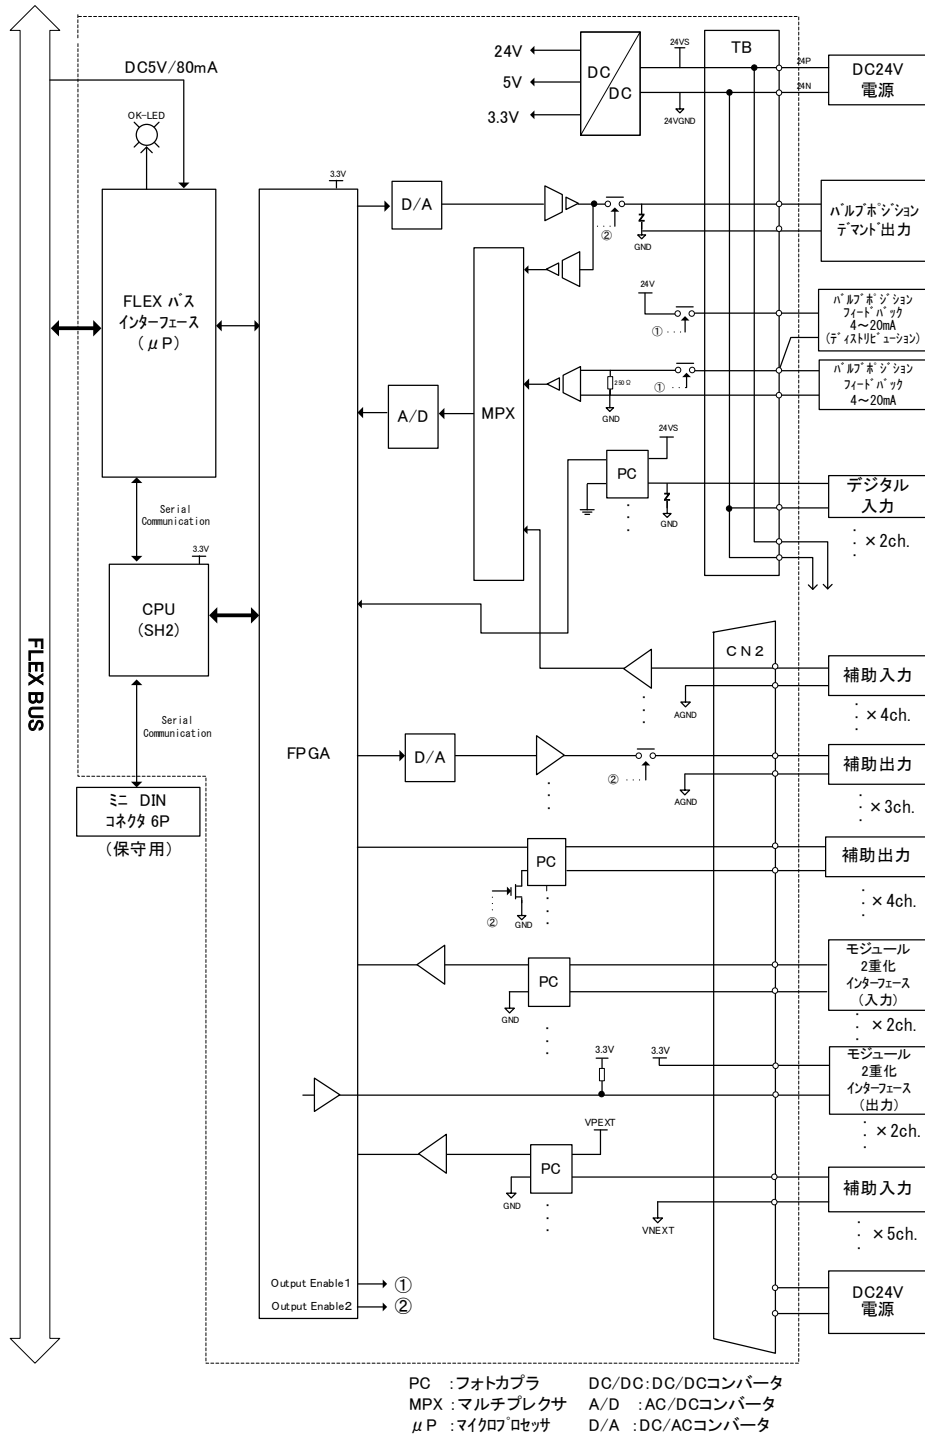 DC5V/80mA
OK-LED
FLEX バス
インターフェース
(μP)
Serial
Communication
3.3V
CPU
(SH2)
Serial
Communication
ミニ DIN
コネクタ 6P
(保守用)
FLEX BUS
3.3V
FPGA
Output Enable1
①
Output Enable2
②
24V
5V
3.3V
DC
DC
24VS
24VGND
TB
24P
24N
DC24V
電源
D/A
②
GND
バルブポジション
デマンド出力
24V
①
バルブポジション
フィードバック
4～20mA
(ディストリビューション)
MPX
A/D
250Ω
GND
①
バルブポジション
フィードバック
4～20mA
24VS
PC
GND
デジタル
入力
×2ch.
CN2
AGND
補助入力
×4ch.
D/A
②
AGND
補助出力
×3ch.
PC
②
GND
補助出力
×4ch.
PC
GND
モジュール
2重化
インターフェース
(入力)
×2ch.
3.3V
3.3V
モジュール
2重化
インターフェース
(出力)
×2ch.
VPEXT
PC
GND
VNEXT
補助入力
×5ch.
DC24V
電源
PC :フォトカプラ DC/DC:DC/DCコンバータ
MPX :マルチプレクサ A/D :AC/DCコンバータ
μP :マイクロプロセッサ D/A :DC/ACコンバータ